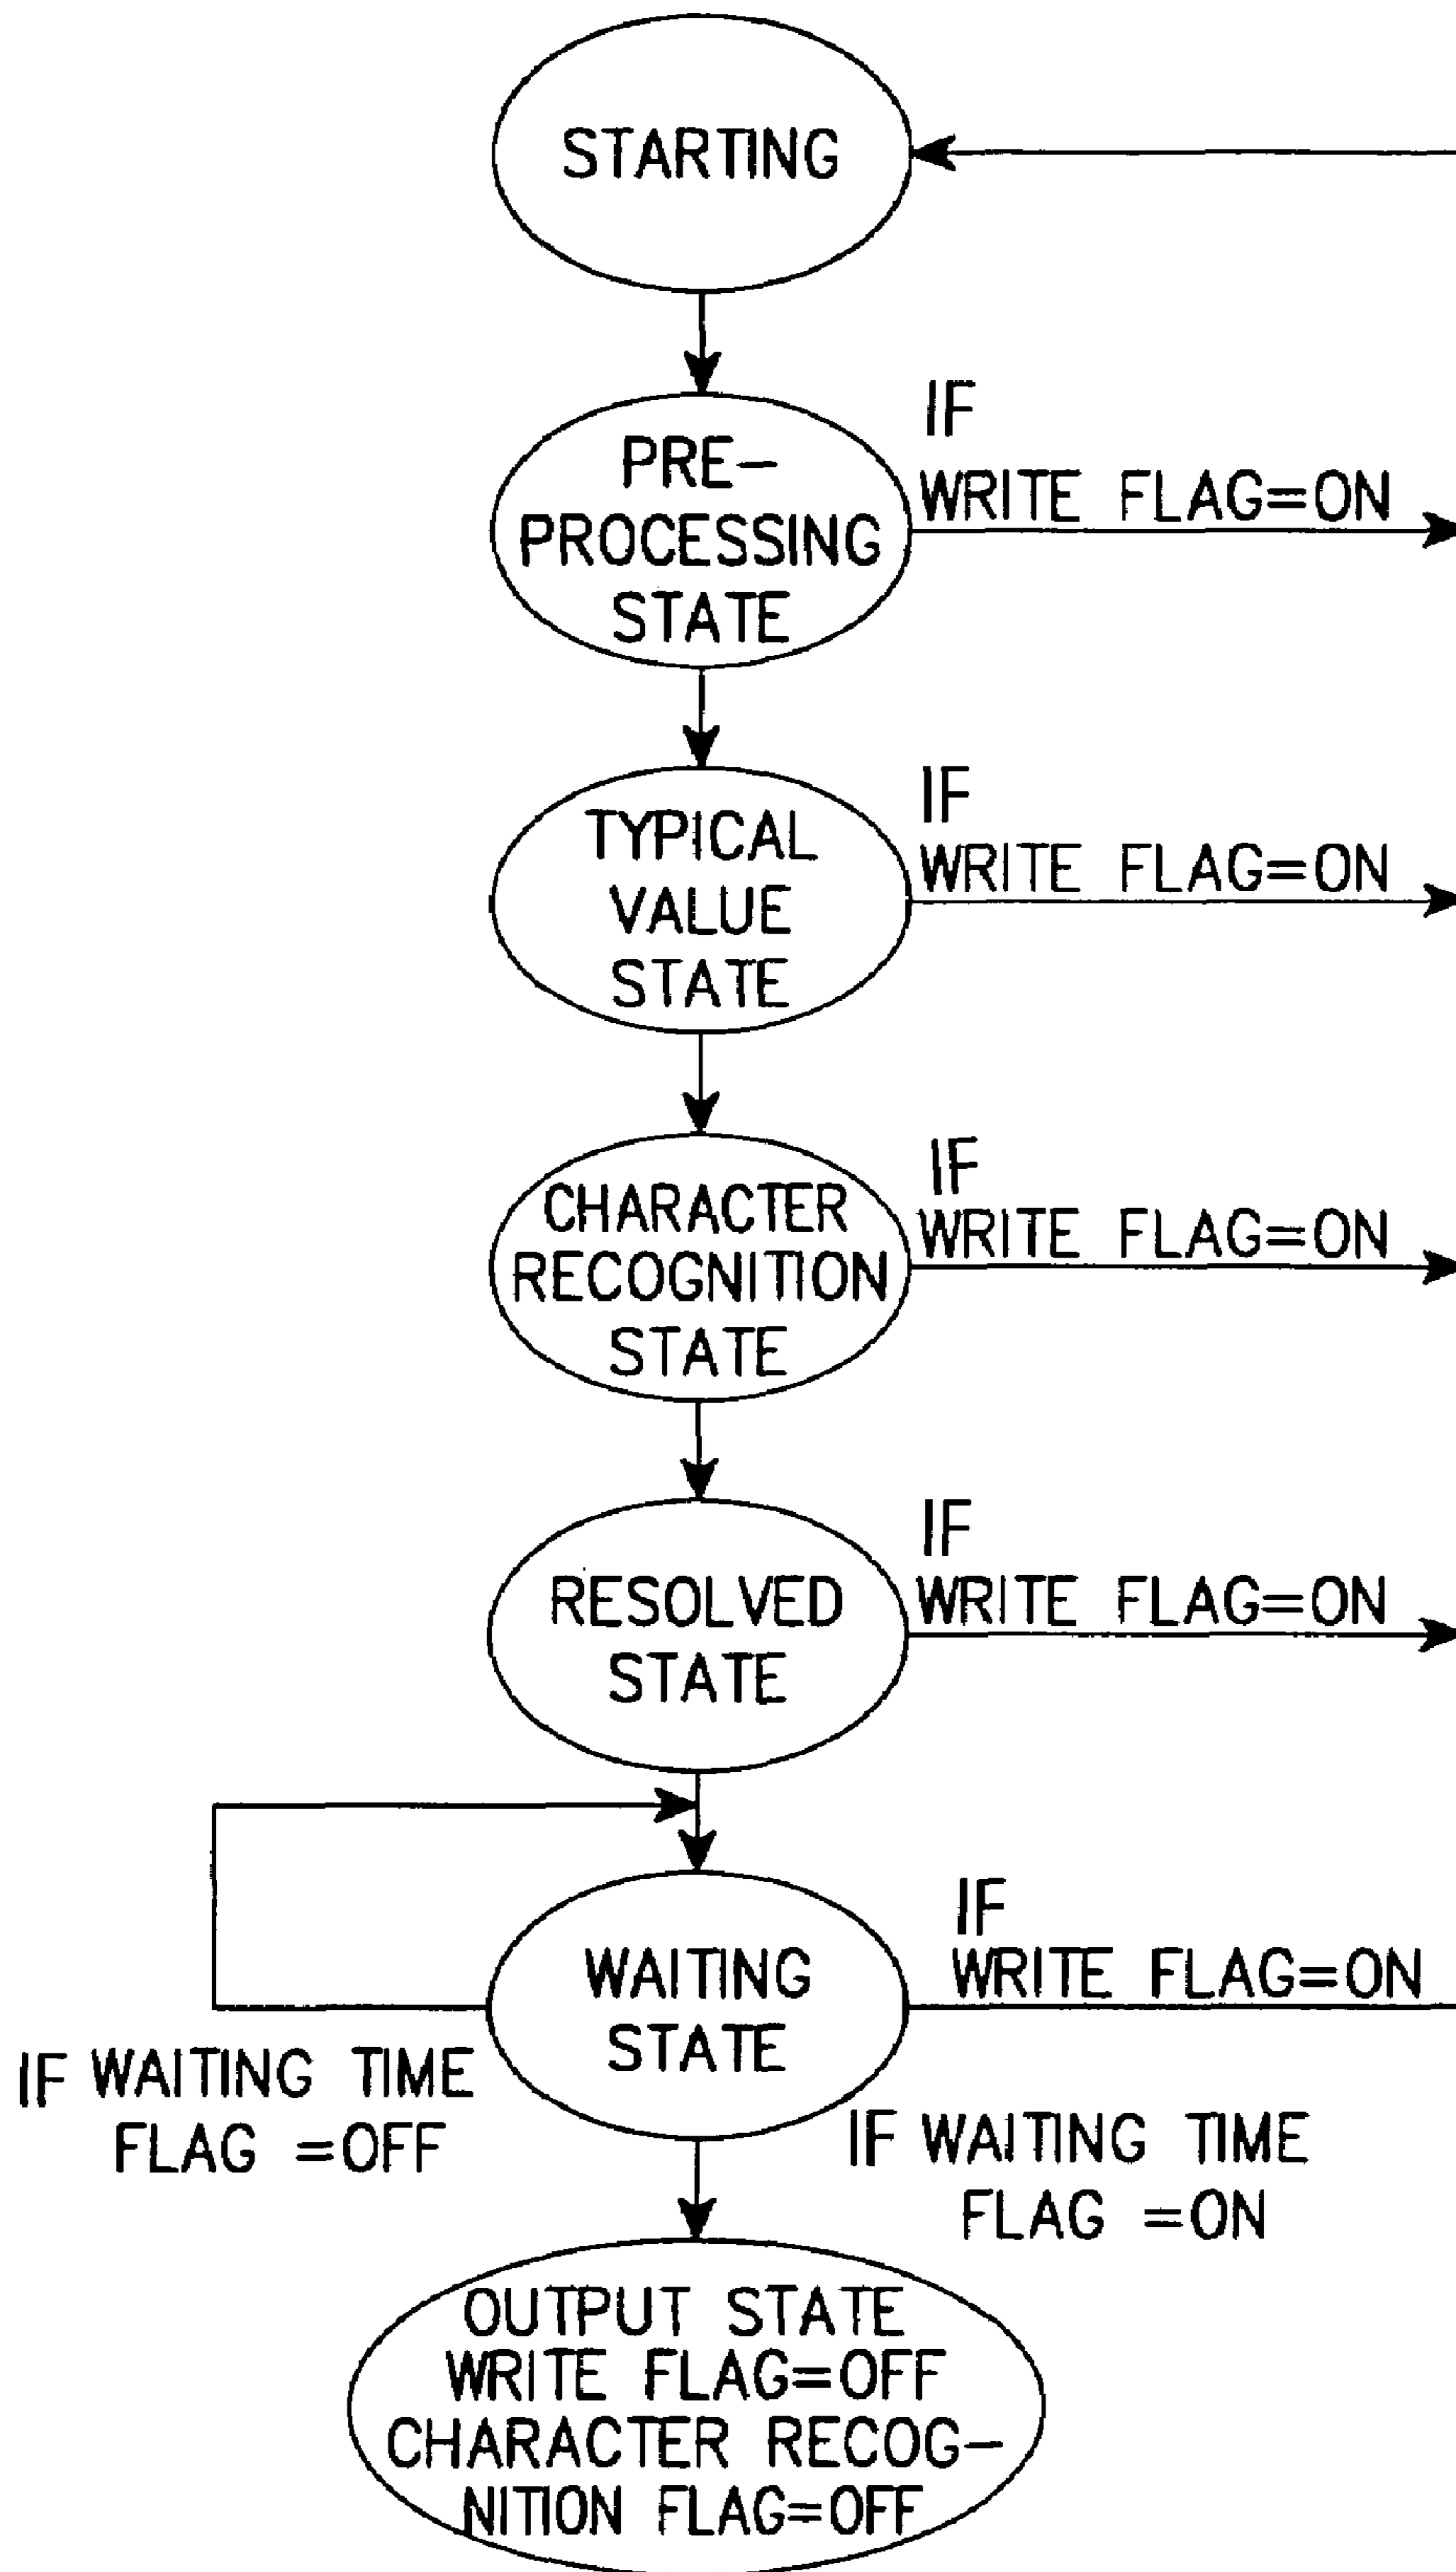 STARTING
PRE-
PROCESSING
STATE
IF
WRITE FLAG=ON
TYPICAL
VALUE
STATE
IF
WRITE FLAG=ON
CHARACTER
RECOGNITION
STATE
IF
WRITE FLAG=ON
RESOLVED
STATE
IF
WRITE FLAG=ON
WAITING
STATE
IF
WRITE FLAG=ON
IF WAITING TIME
FLAG =OFF
IF WAITING TIME
FLAG =ON
OUTPUT STATE
WRITE FLAG=OFF
CHARACTER RECOG-
NITION FLAG=OFF